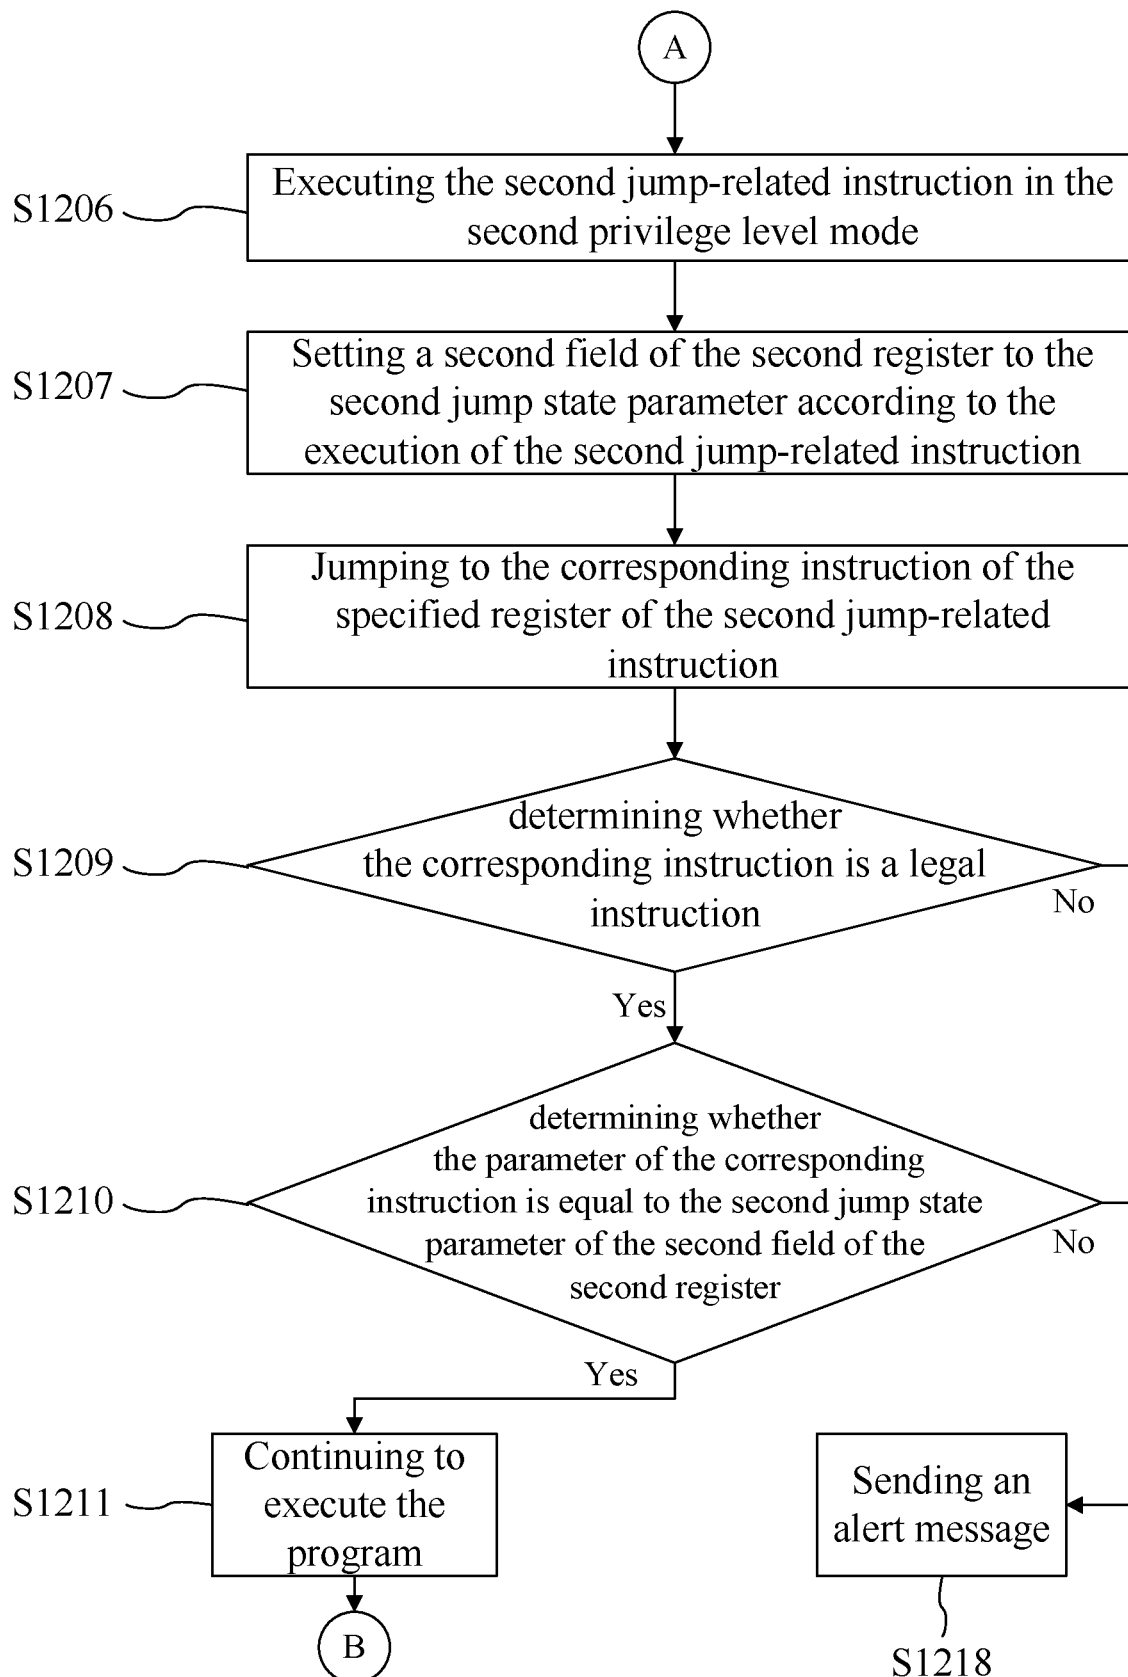 A
Executing the second jump-related instruction in the
second privilege level mode
S1206
Setting a second field of the second register to the
second jump state parameter according to the
execution of the second jump-related instruction
S1207
Jumping to the corresponding instruction of the
specified register of the second jump-related
instruction
S1208
determining whether
the corresponding instruction is a legal
instruction
S1209
No
Yes
determining whether
the parameter of the corresponding
instruction is equal to the second jump state
parameter of the second field of the
second register
S1210
No
Yes
Continuing to
execute the
program
S1211
Sending an
alert message
B
S1218